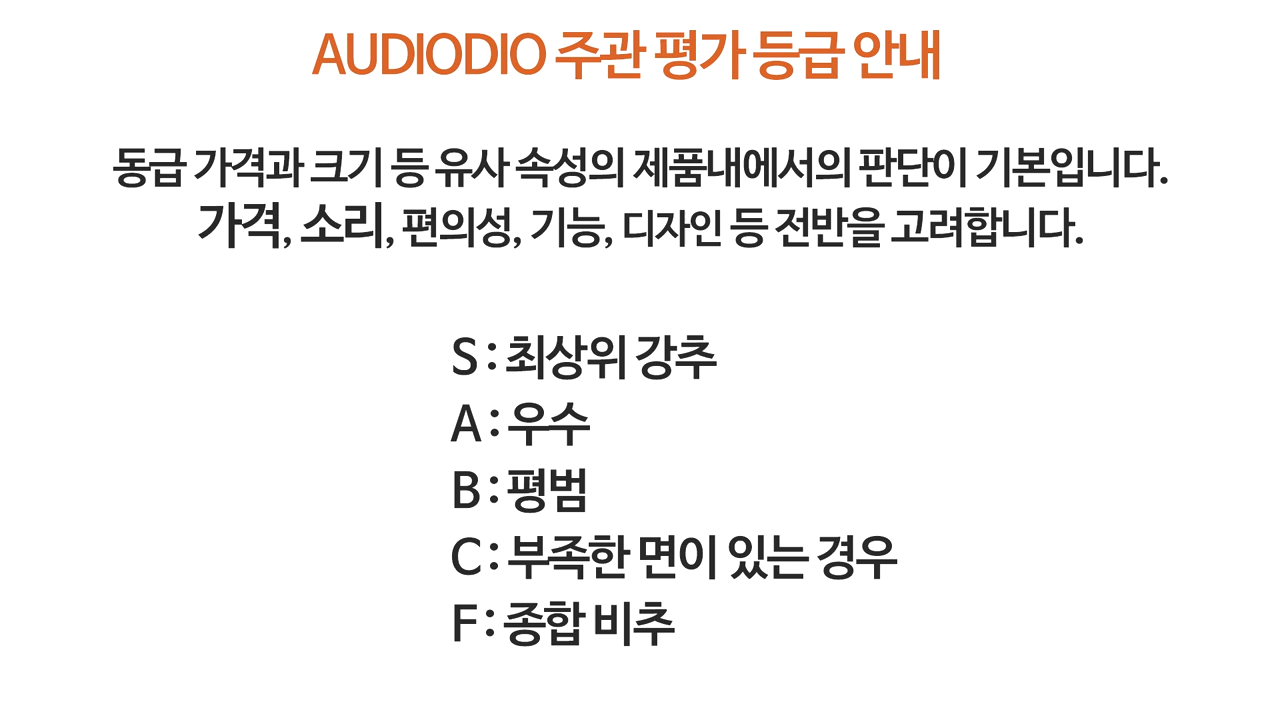 AUDIODIO 주관 평가 등급 안내
동급 가격과 크기 등 유사 속성의 제품내에서의 판단이 기본입니다.
가격, 소리, 편의성, 기능, 디자인 등 전반을 고려합니다.
S : 최상위 강추
A : 우수
B : 평범
C : 부족한 면이 있는 경우
F : 종합 비추